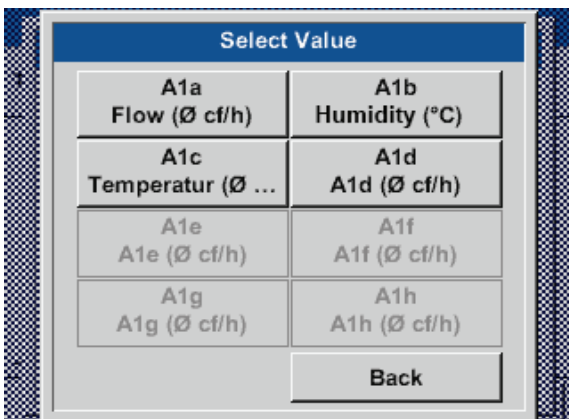 Select Value
A1a
Flow (Ø cf/h)
A1b
Humidity (°C)
A1c
Temperatur (Ø ...
A1d
A1d (Ø cf/h)
A1e
A1e (Ø cf/h)
A1f
A1f (Ø cf/h)
A1g
A1g (Ø cf/h)
A1h
A1h (Ø cf/h)
Back